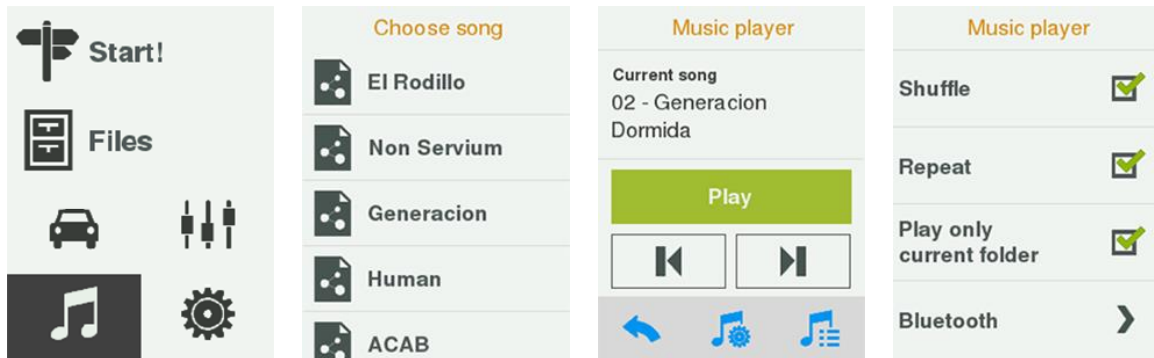 Start!
Files
Choose song
El Rodillo
Non Servium
Generacion
Human
ACAB
Music player
Current song
02 - Generacion
Dormida
Play
Music player
Shuffle
Repeat
Play only
current folder
Bluetooth